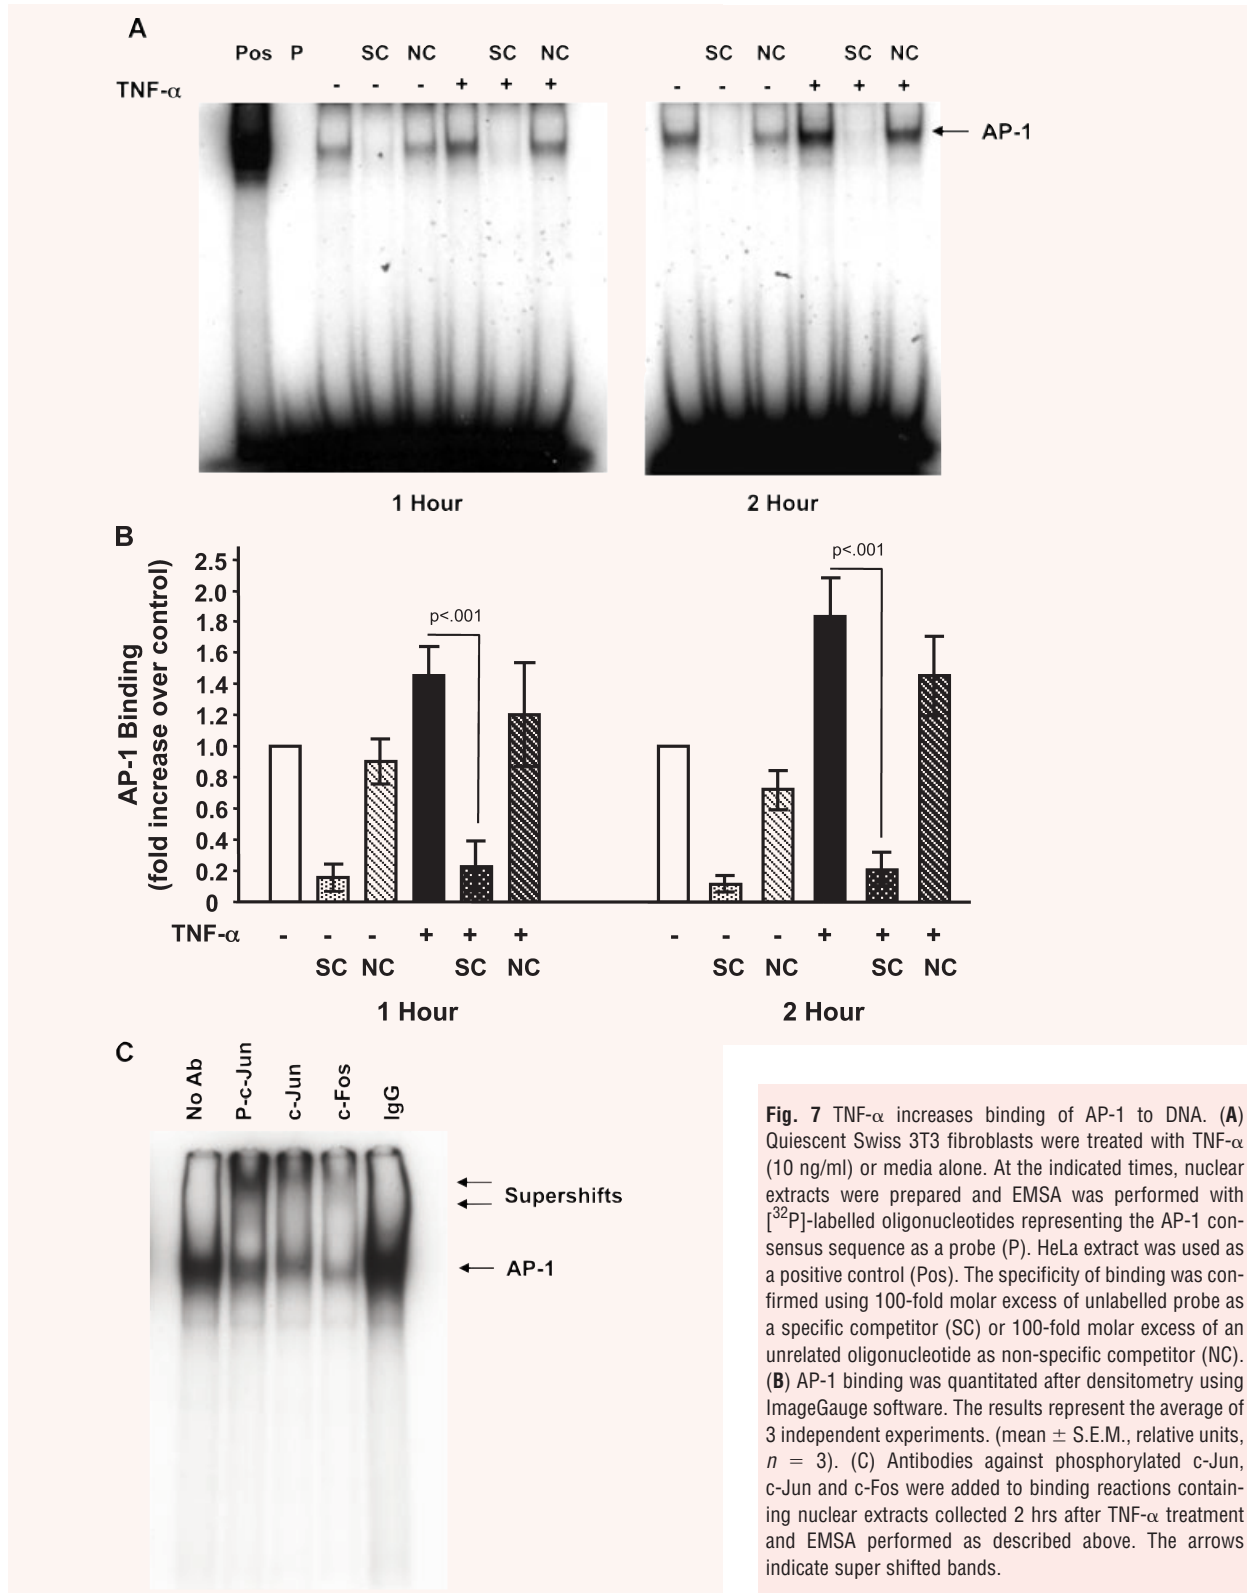 A
Pos P SC NC SC NC SC NC SC NC
TNF-α - - - + + + - - - + + +
AP-1
1 Hour 2 Hour
B
AP-1 Binding
(fold increase over control)
2.5
2.0
1.8
1.6
1.4
1.2
1.0
0.8
0.6
0.4
0.2
0
p<.001
p<.001
TNF-α - - - + + + - - - + + +
SC NC SC NC SC NC SC NC
1 Hour 2 Hour
C
No Ab
P-c-Jun
c-Jun
c-Fos
IgG
Supershifts
AP-1
Fig. 7 TNF-α increases binding of AP-1 to DNA. (A)
Quiescent Swiss 3T3 fibroblasts were treated with TNF-α
(10 ng/ml) or media alone. At the indicated times, nuclear
extracts were prepared and EMSA was performed with
[³²P]-labelled oligonucleotides representing the AP-1 con-
sensus sequence as a probe (P). HeLa extract was used as
a positive control (Pos). The specificity of binding was con-
firmed using 100-fold molar excess of unlabelled probe as
a specific competitor (SC) or 100-fold molar excess of an
unrelated oligonucleotide as non-specific competitor (NC).
(B) AP-1 binding was quantitated after densitometry using
ImageGauge software. The results represent the average of
3 independent experiments. (mean ± S.E.M., relative units,
n = 3). (C) Antibodies against phosphorylated c-Jun,
c-Jun and c-Fos were added to binding reactions contain-
ing nuclear extracts collected 2 hrs after TNF-α treatment
and EMSA performed as described above. The arrows
indicate super shifted bands.